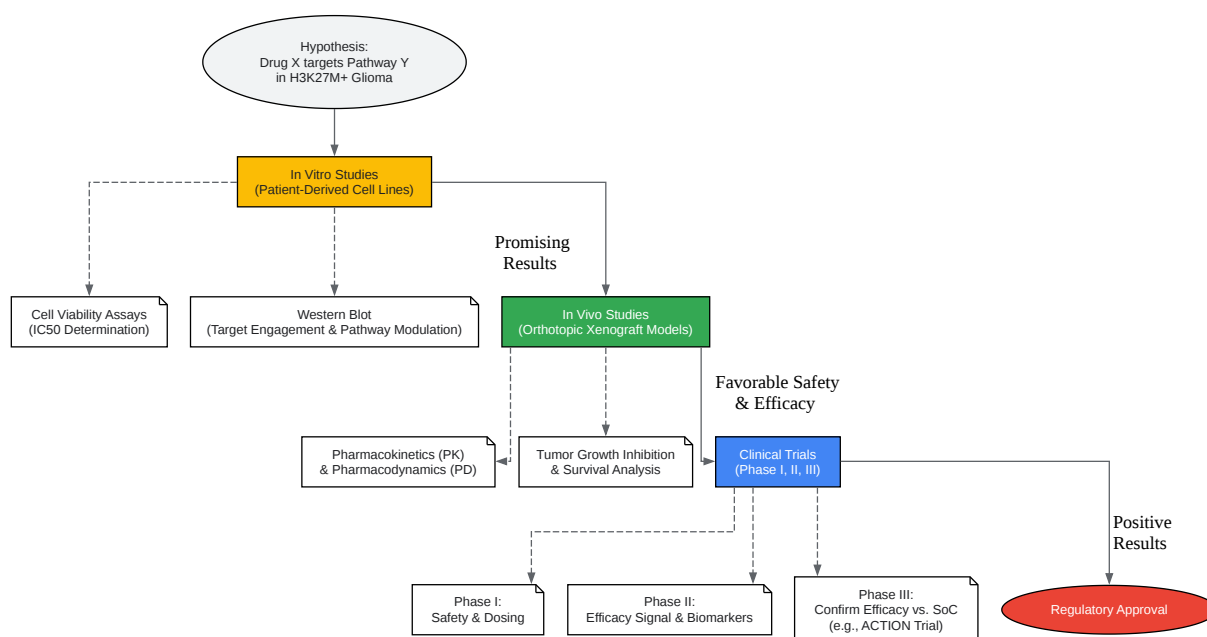 Hypothesis:
Drug X targets Pathway Y
in H3K27M+ Glioma
In Vitro Studies
(Patient-Derived Cell Lines)
Promising
Results
Cell Viability Assays
(IC50 Determination)
Western Blot
(Target Engagement & Pathway Modulation)
In Vivo Studies
(Orthotopic Xenograft Models)
Favorable Safety
& Efficacy
Pharmacokinetics (PK)
& Pharmacodynamics (PD)
Tumor Growth Inhibition
& Survival Analysis
Clinical Trials
(Phase I, II, III)
Positive
Results
Phase I:
Safety & Dosing
Phase II:
Efficacy Signal & Biomarkers
Phase III:
Confirm Efficacy vs. SoC
(e.g., ACTION Trial)
Regulatory Approval